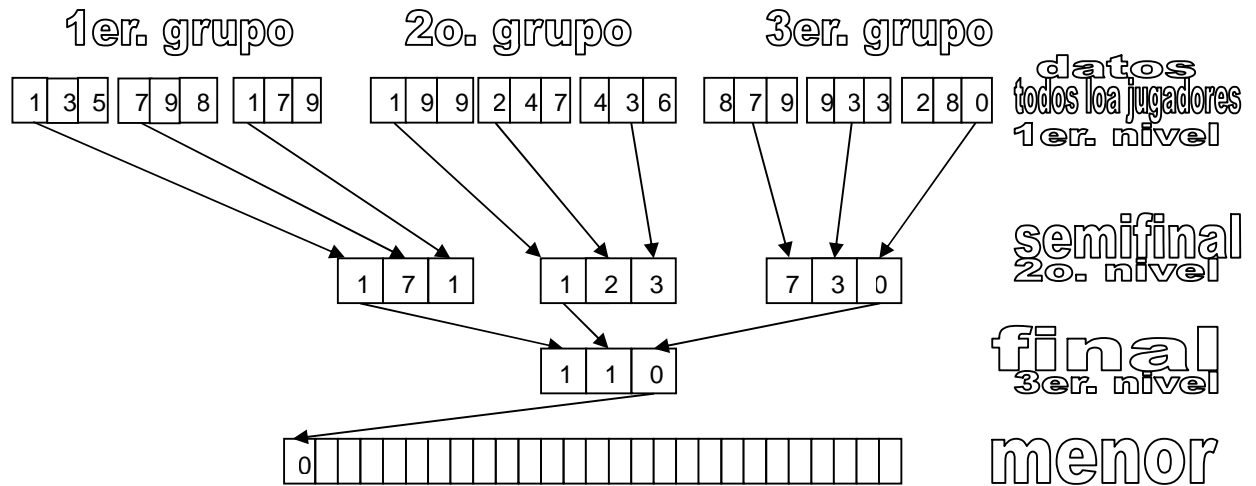 1er. grupo 2o. grupo 3er. grupo
datos
1 3 5 7 9 8 1 7 9 1 9 9 2 4 7 4 3 6 8 7 9 9 3 3 2 8 0 todos loa jugadores
1er. nivel
semifinal
1 7 1 1 2 3 7 3 0 2o. nivel
final
1 1 0 3er. nivel
0 menor